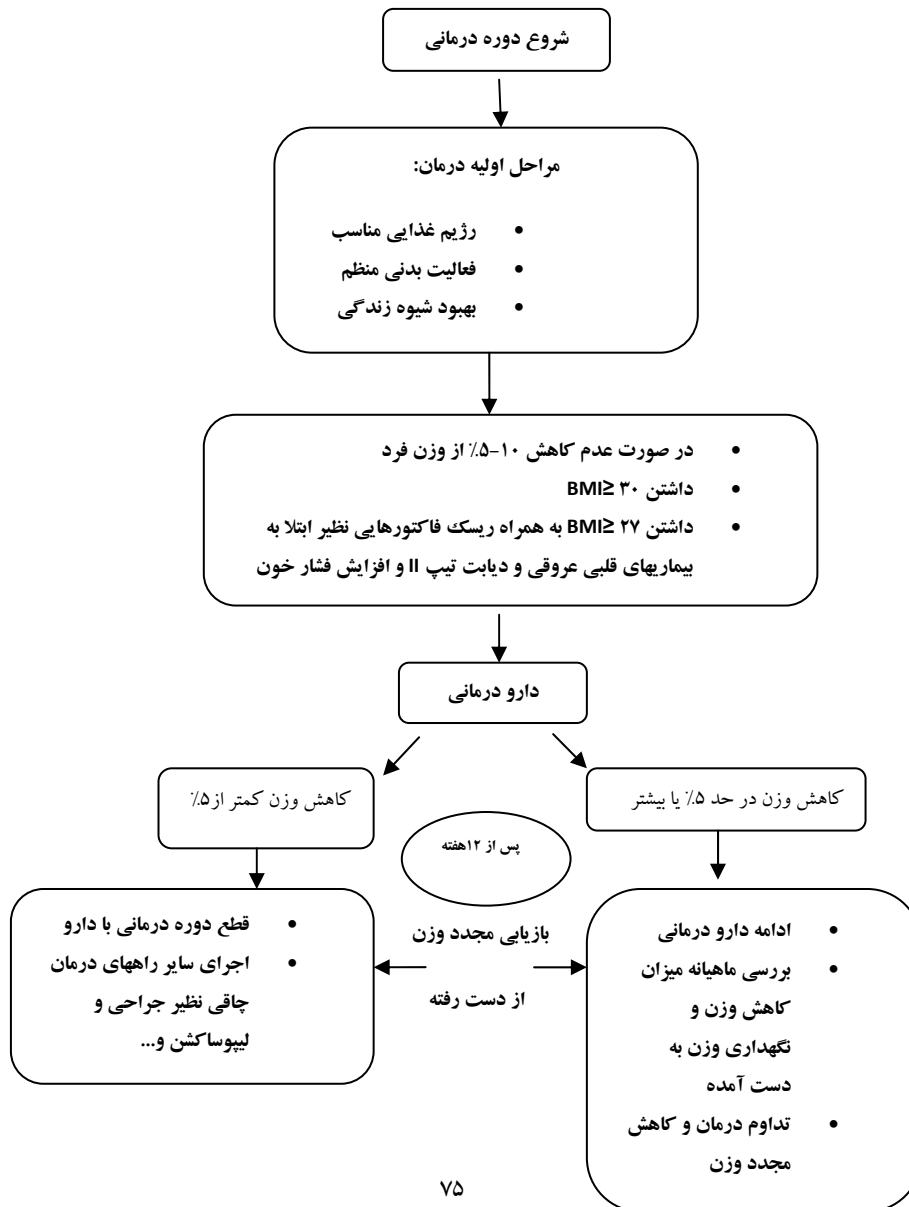 شروع دوره درمانی
مراحل اولیه درمان:
• رژیم غذایی مناسب
• فعالیت بدنی منظم
• بهبود شیوه زندگی
• در صورت عدم کاهش ۱۰-۵٪ از وزن فرد
• داشتن BMI≥ ۳۰
• داشتن BMI≥ ۲۷ به همراه ریسک فاکتورهایی نظیر ابتلا به
بیماریهای قلبی عروقی و دیابت تیپ II و افزایش فشار خون
دارو درمانی
کاهش وزن در حد ۵٪ یا بیشتر
کاهش وزن کمتر از۵٪
پس از ۱۲هفته
بازیابی مجدد وزن
از دست رفته
• ادامه دارو درمانی
• بررسی ماهیانه میزان
کاهش وزن و
نگهداری وزن به
دست آمده
• تداوم درمان و کاهش
مجدد وزن
• قطع دوره درمانی با دارو
• اجرای سایر راههای درمان
چاقی نظیر جراحی و
لیپوساکشن و...
۷۵